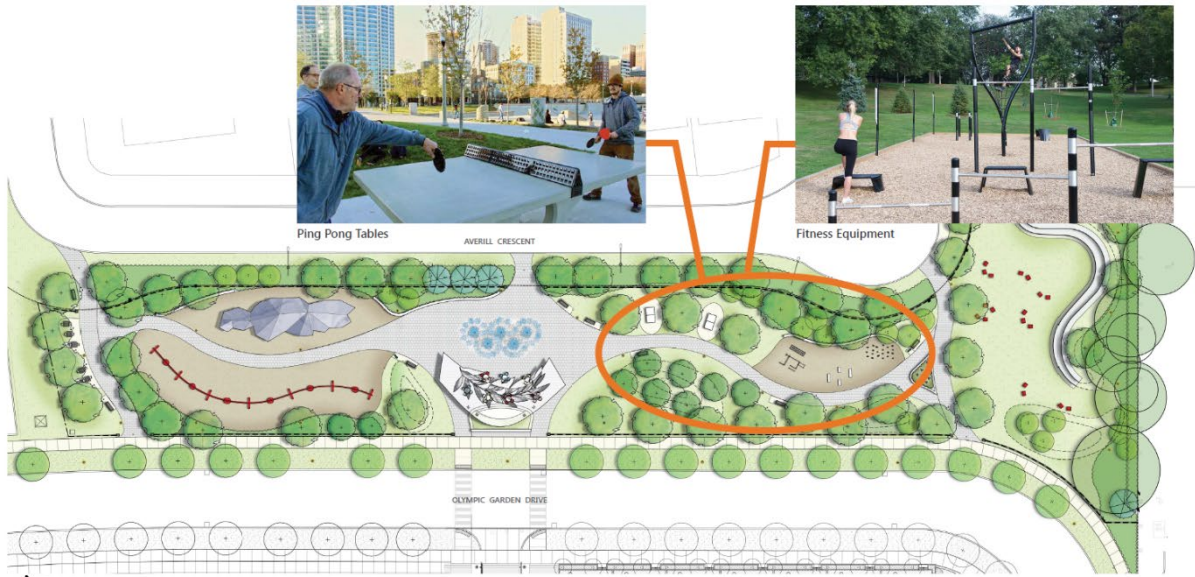 Ping Pong Tables
Fitness Equipment
AVERILL CRESCENT
OLYMPIC GARDEN DRIVE